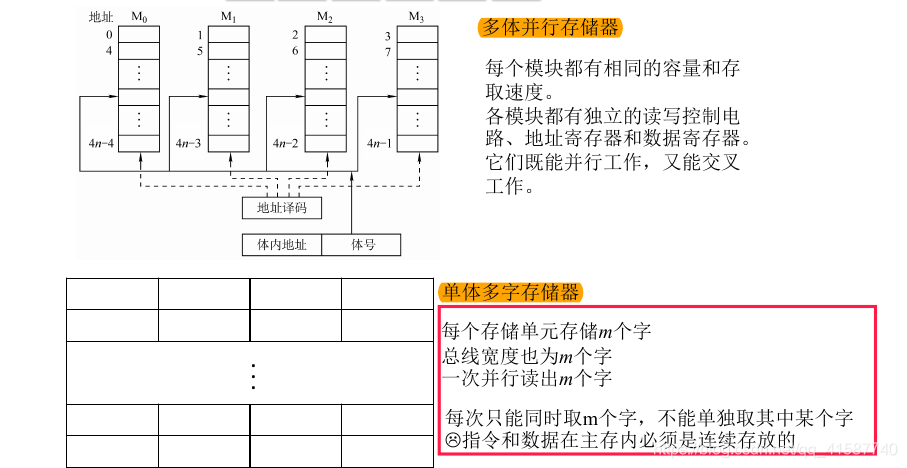 地址 M₀ M₁ M₂ M₃
0 1 2 3
4 5 6 7
4n−4 4n−3 4n−2 4n−1
地址译码
体内地址 体号
多体并行存储器
每个模块都有相同的容量和存
取速度。
各模块都有独立的读写控制电
路、地址寄存器和数据寄存器。
它们既能并行工作，又能交叉
工作。
单体多字存储器
每个存储单元存储m个字
总线宽度也为m个字
一次并行读出m个字
每次只能同时取m个字，不能单独取其中某个字
☹指令和数据在主存内必须是连续存放的
https://blog.csdn.net/qq_41587740